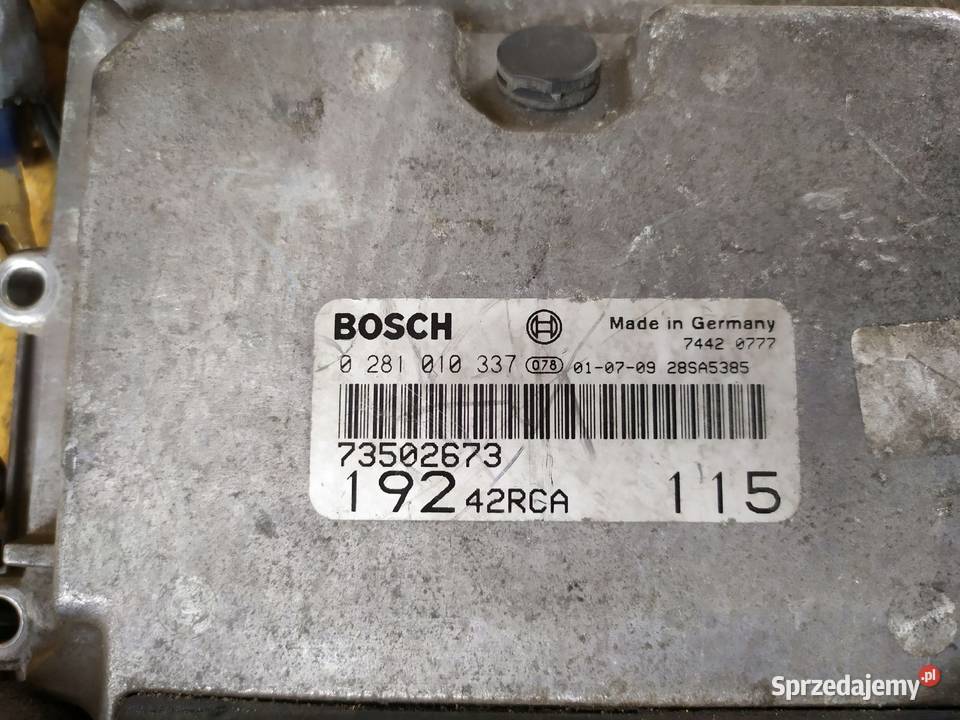 BOSCH Made in Germany
7442 0777
0 281 010 337 078 01-07-09 28SA5385
73502673
192 42RCA 115
Sprzedajemy.pl